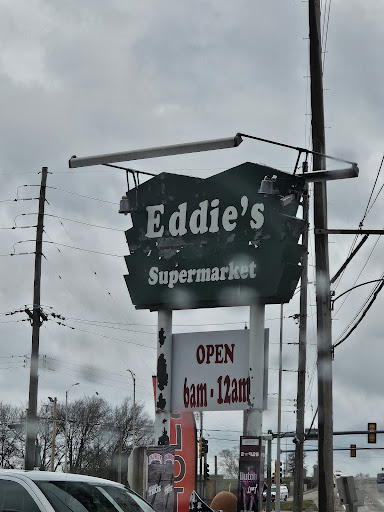 Eddie's
Supermarket
OPEN
6am - 12am